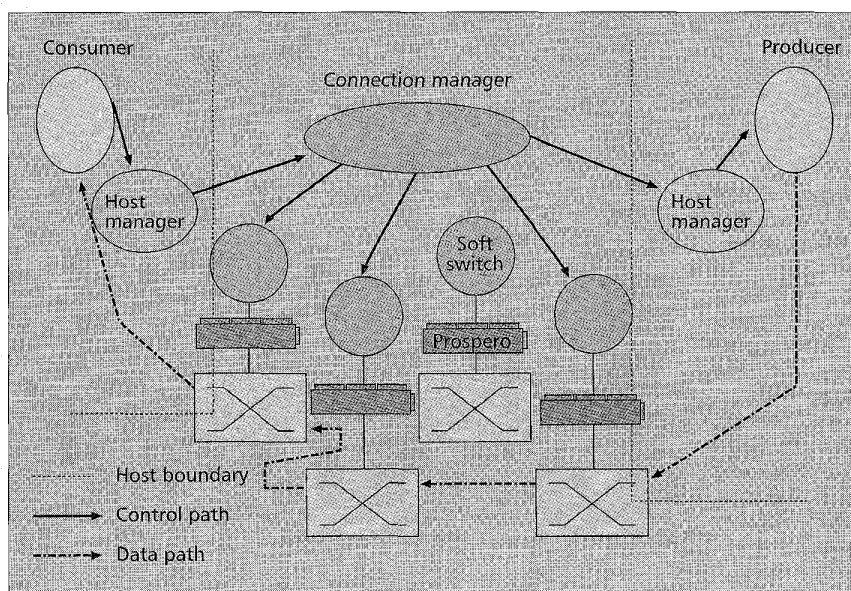 Consumer
Producer
Connection manager
Host
manager
Host
manager
Soft
switch
Prospero
Host boundary
Control path
Data path